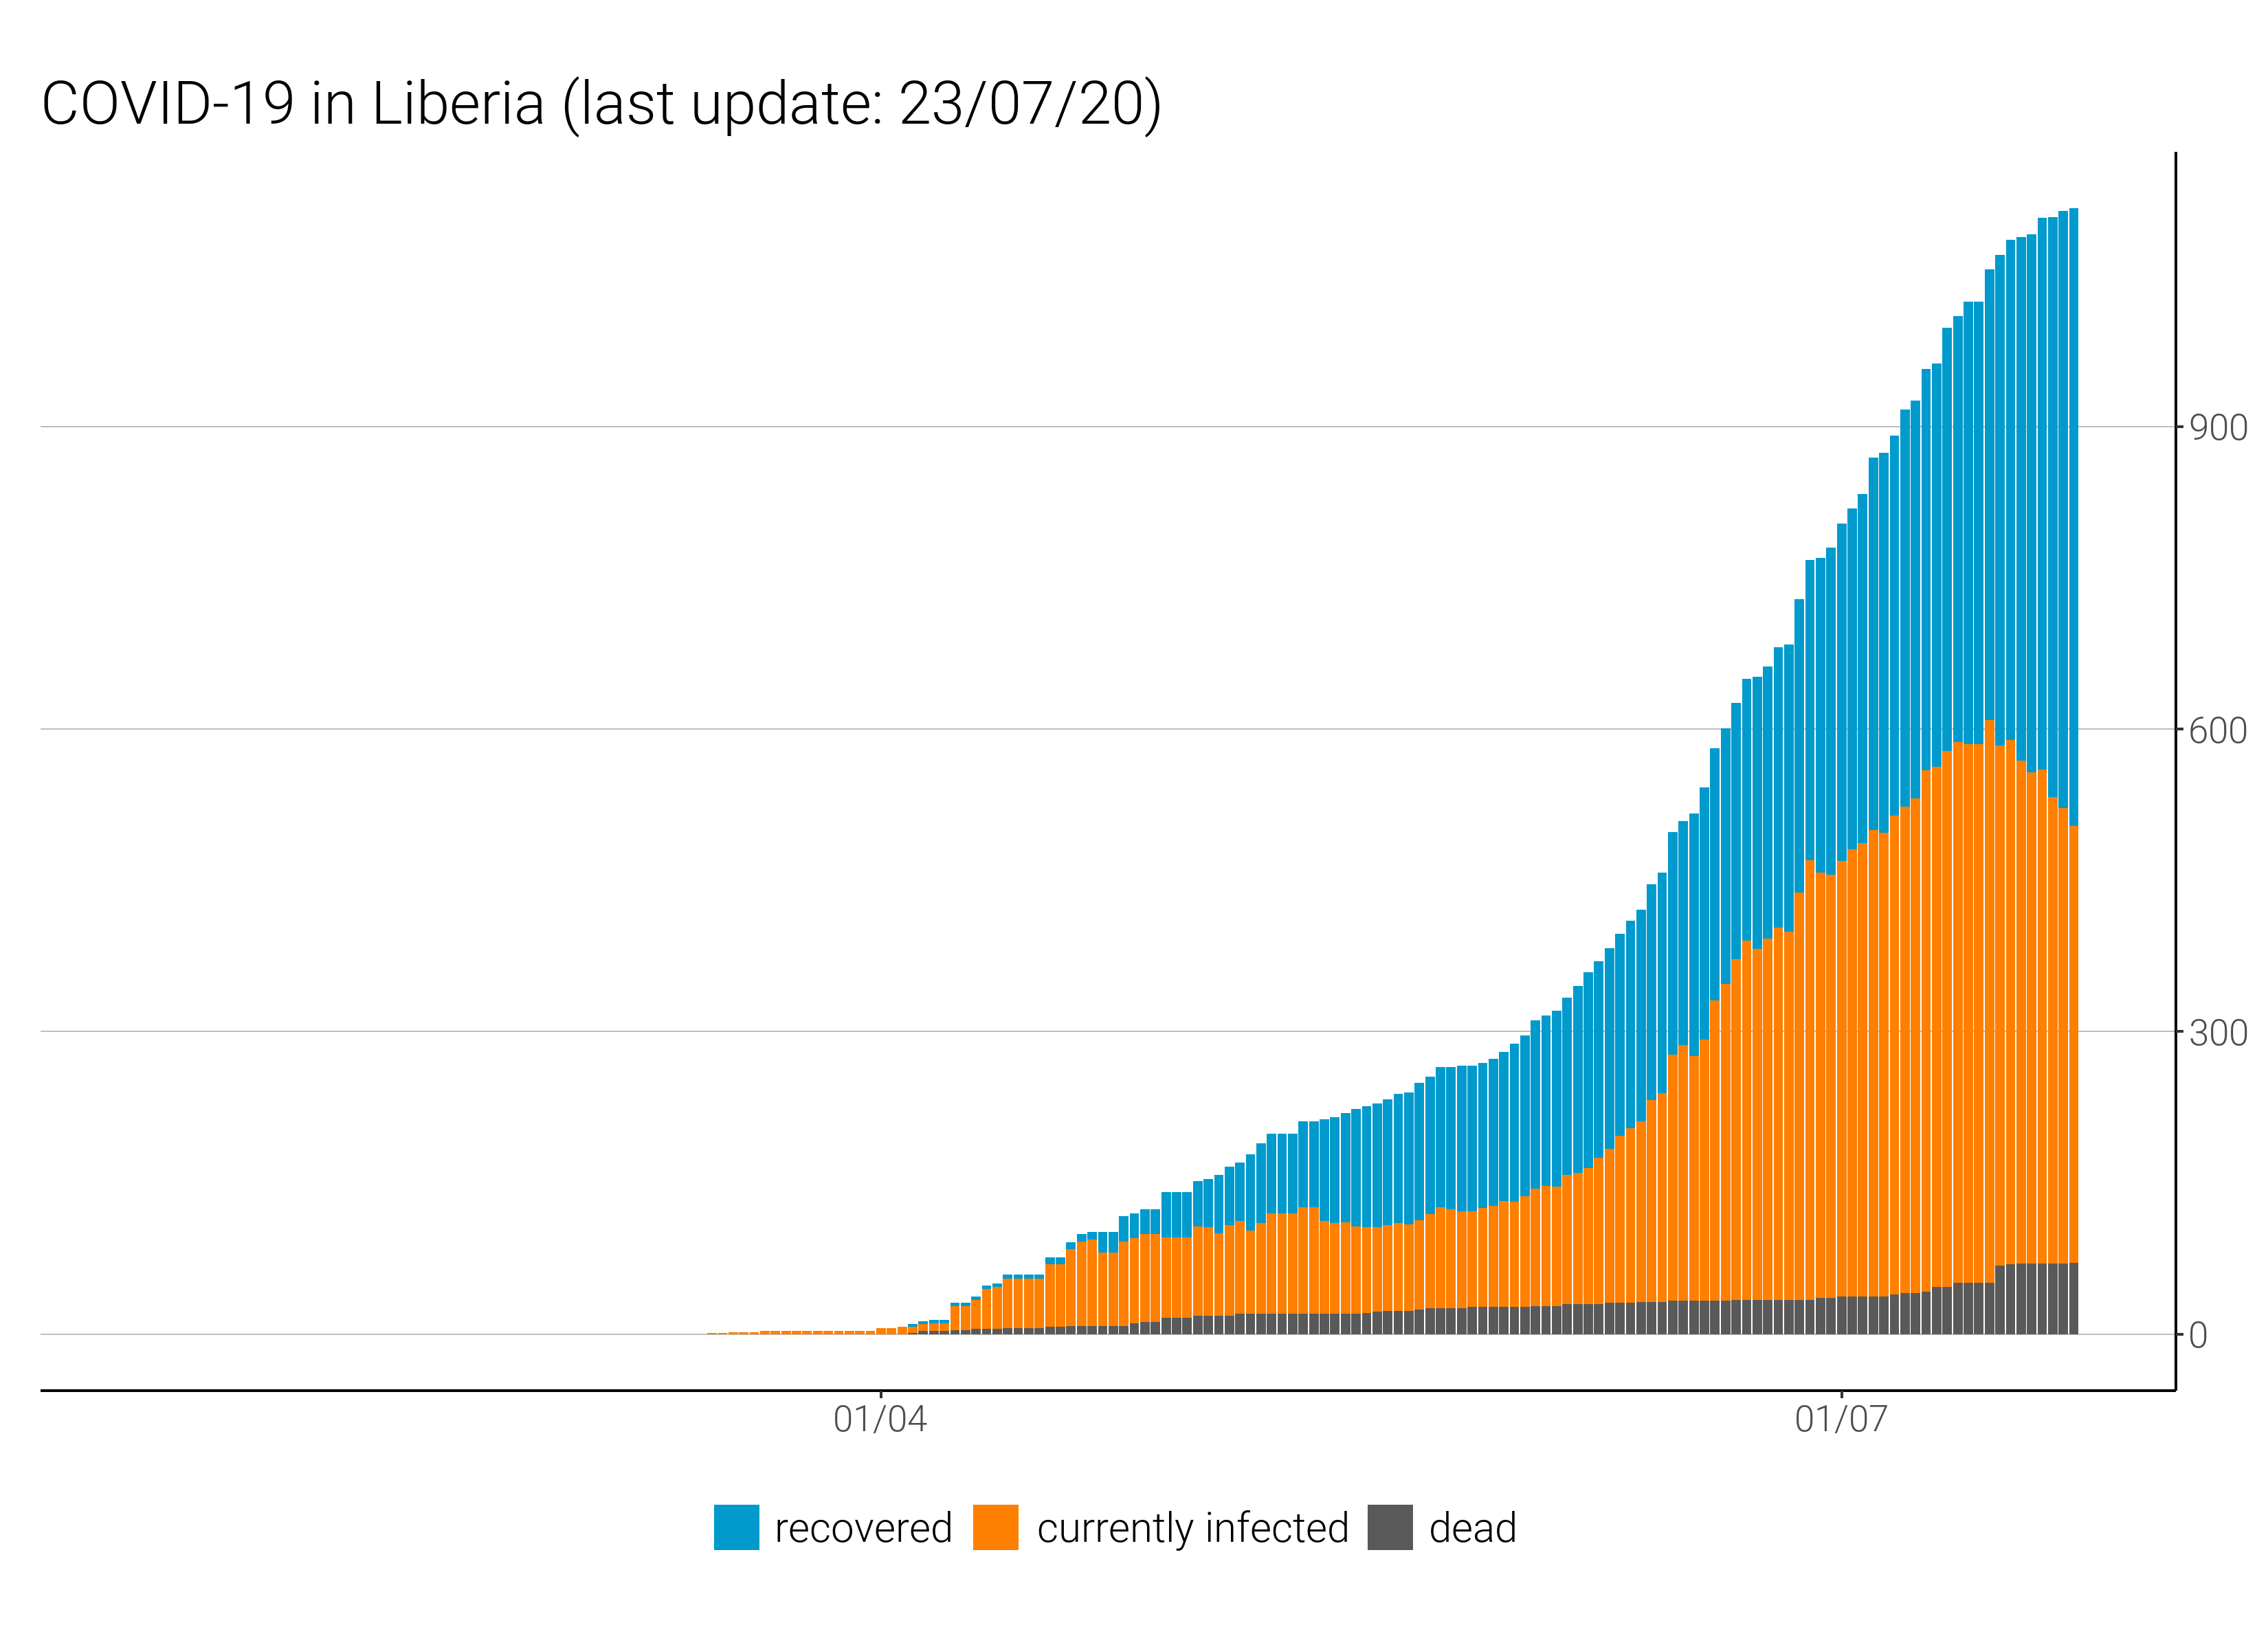 COVID-19 in Liberia (last update: 23/07/20)
900
600
300
0
01/04 01/07
recovered currently infected dead